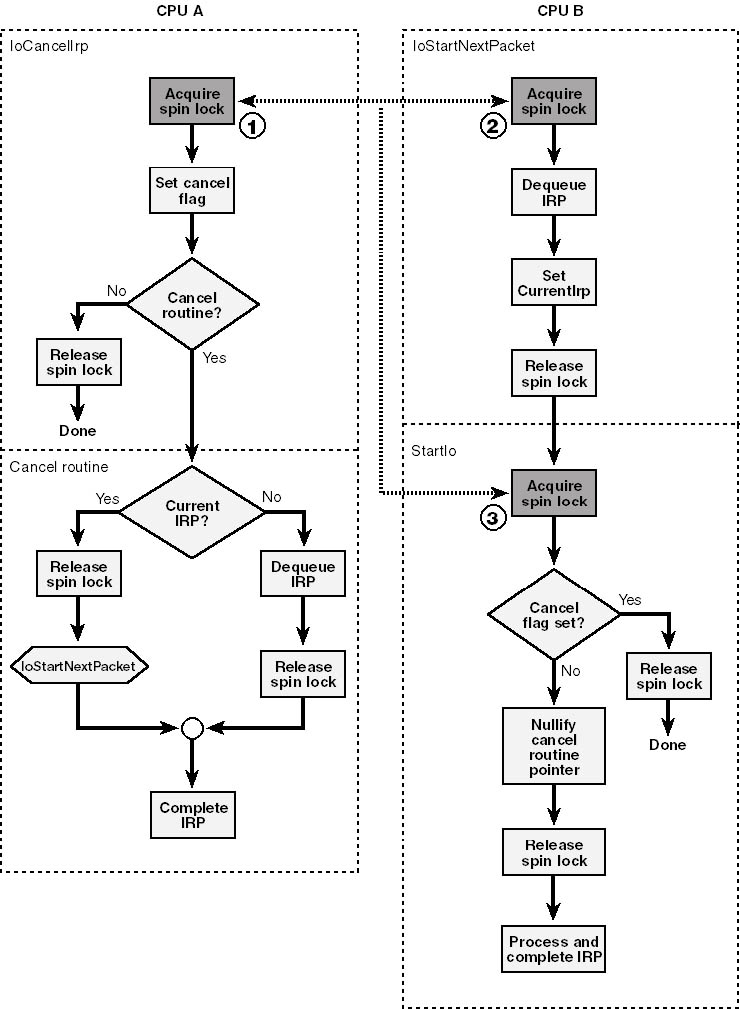 CPU A
CPU B
IoCancelIrp
Acquire
spin lock
1
Set cancel
flag
Cancel
routine?
No
Yes
Release
spin lock
Done
Cancel routine
Current
IRP?
Yes
No
Release
spin lock
Dequeue
IRP
IoStartNextPacket
Release
spin lock
Complete
IRP
IoStartNextPacket
Acquire
spin lock
2
Dequeue
IRP
Set
CurrentIrp
Release
spin lock
StartIo
Acquire
spin lock
3
Cancel
flag set?
Yes
No
Release
spin lock
Done
Nullify
cancel
routine
pointer
Release
spin lock
Process and
complete IRP